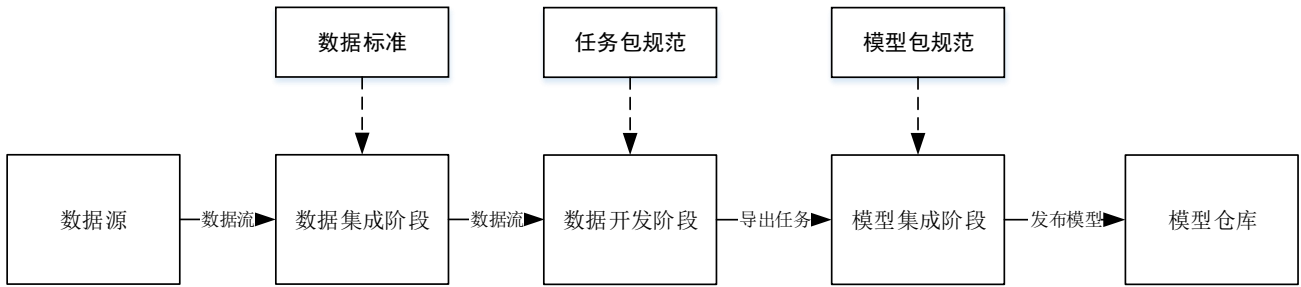 数据标准
任务包规范
模型包规范
数据源
数据流
数据集成阶段
数据流
数据开发阶段
导出任务
模型集成阶段
发布模型
模型仓库